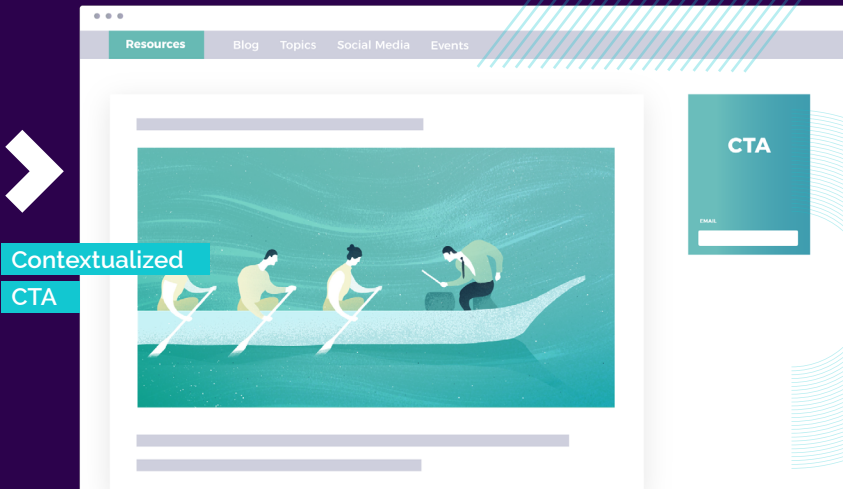 Resources Blog Topics Social Media Events
CTA
EMAIL
Contextualized
CTA